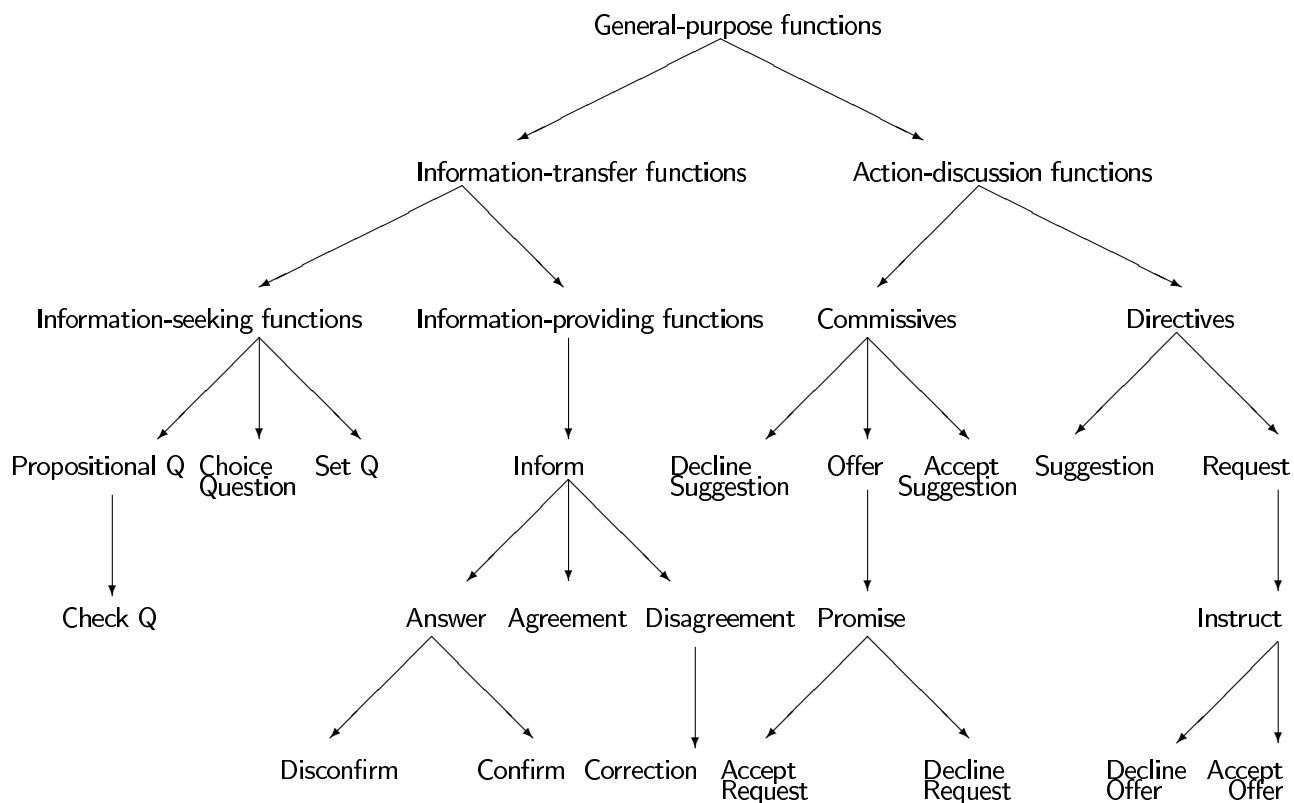 General-purpose functions
Information-transfer functions Action-discussion functions
Information-seeking functions Information-providing functions Commissives Directives
Propositional Q Choice Set Q Inform Decline Offer Accept Suggestion Request
Question Suggestion Suggestion
Check Q Answer Agreement Disagreement Promise Instruct
Disconfirm Confirm Correction Accept Decline Decline Accept
Request Request Offer Offer